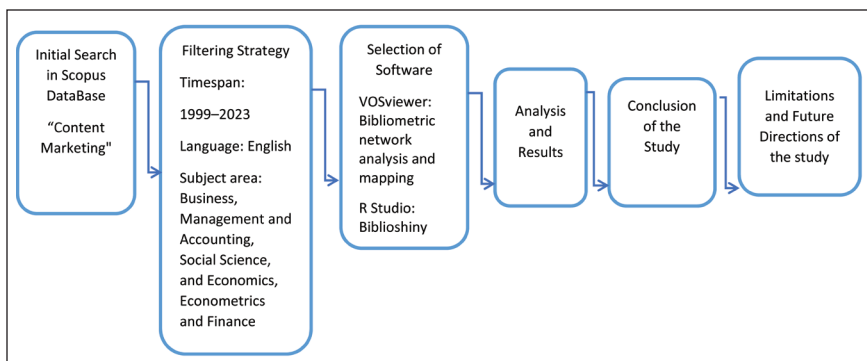 Initial Search
in Scopus
DataBase
“Content
Marketing"
Filtering Strategy
Timespan:
1999–2023
Language: English
Subject area:
Business,
Management and
Accounting,
Social Science,
and Economics,
Econometrics
and Finance
Selection of
Software
VOSviewer:
Bibliometric
network
analysis and
mapping
R Studio:
Biblioshiny
Analysis
and
Results
Conclusion
of the
Study
Limitations
and Future
Directions of
the study